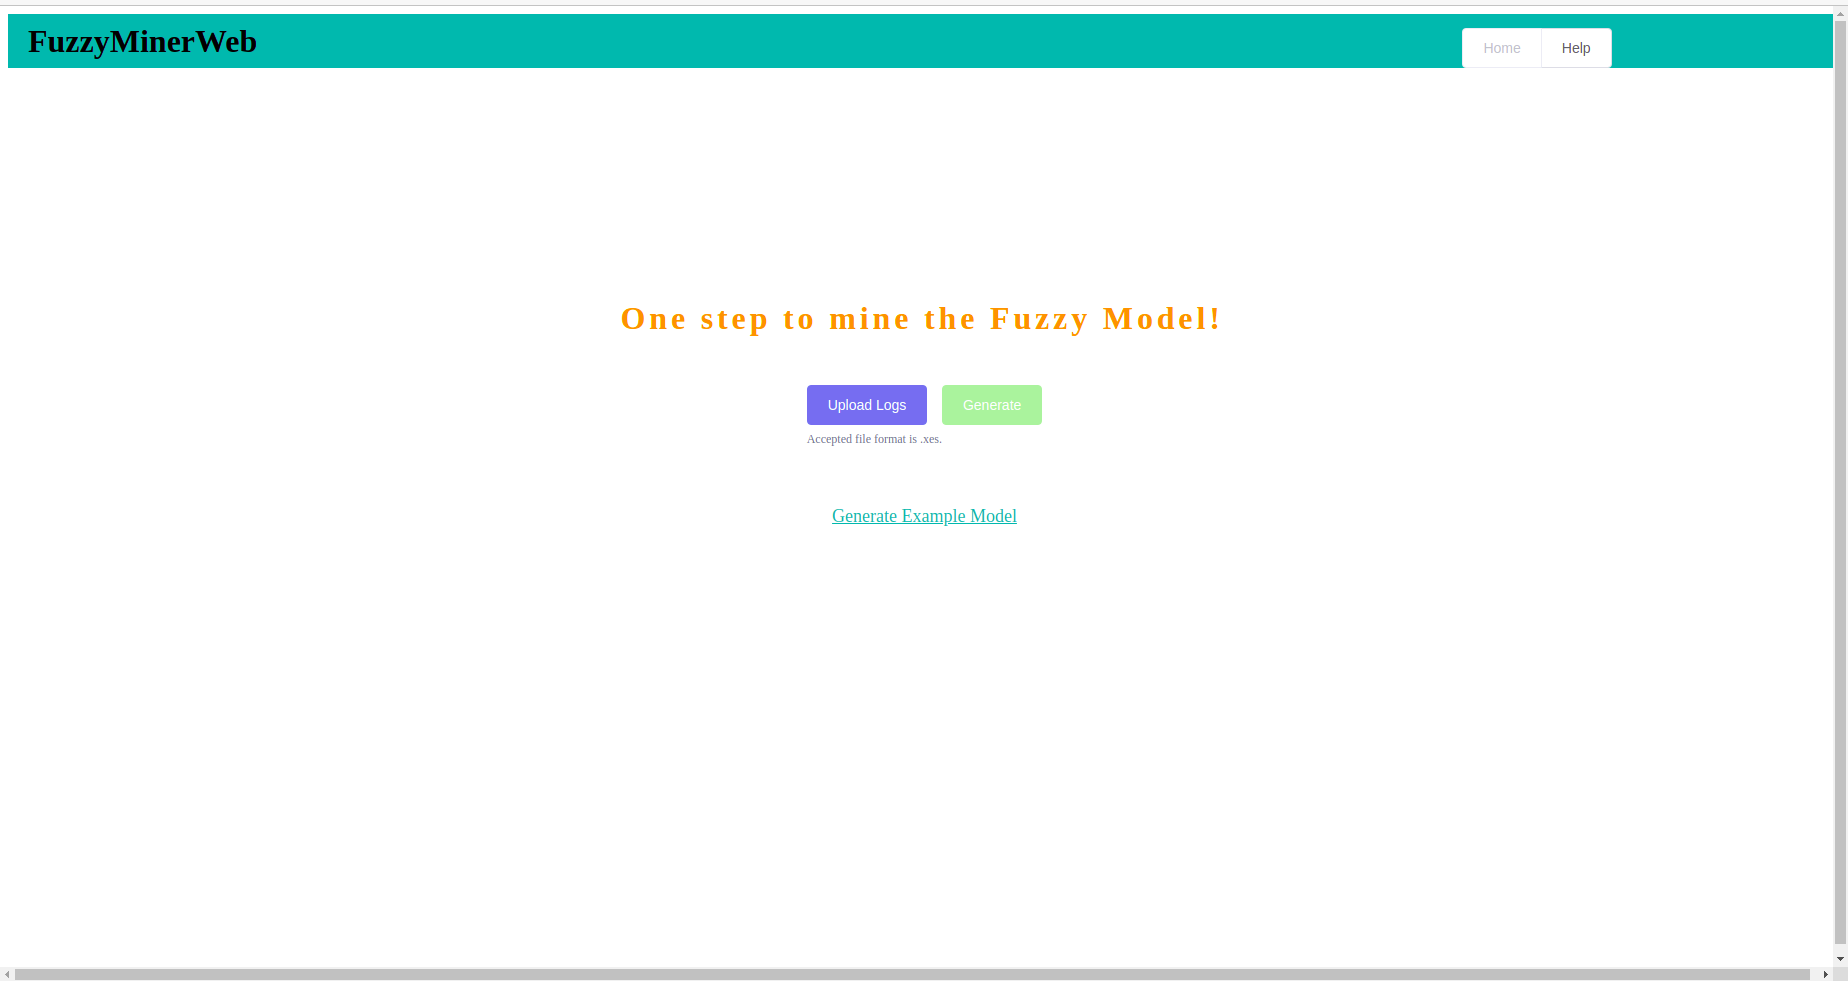 FuzzyMinerWeb
Home Help
One step to mine the Fuzzy Model!
Upload Logs Generate
Accepted file format is .xes.
Generate Example Model